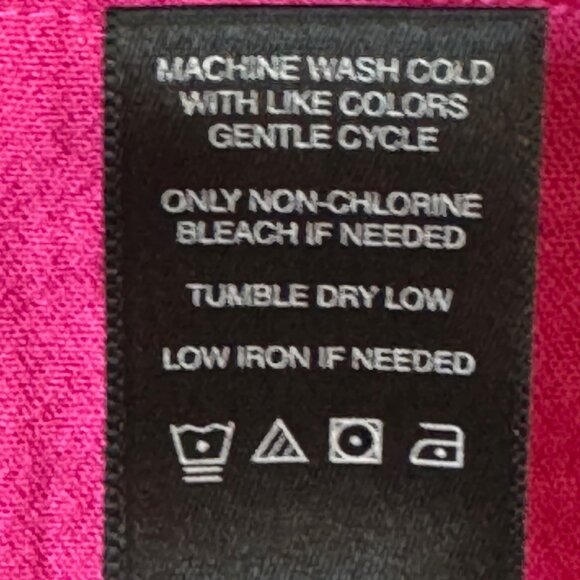 MACHINE WASH COLD
WITH LIKE COLORS
GENTLE CYCLE
ONLY NON-CHLORINE
BLEACH IF NEEDED
TUMBLE DRY LOW
LOW IRON IF NEEDED